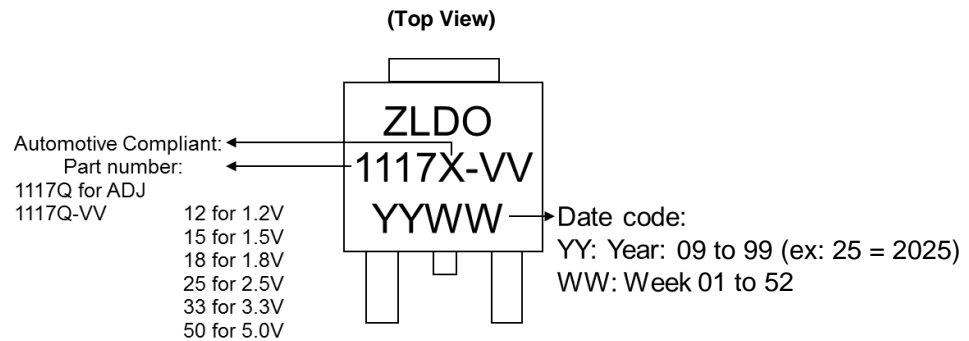 (Top View)
ZLDO
1117X-VV
YYWW
Automotive Compliant:
Part number:
1117Q for ADJ
1117Q-VV
12 for 1.2V
15 for 1.5V
18 for 1.8V
25 for 2.5V
33 for 3.3V
50 for 5.0V
Date code:
YY: Year: 09 to 99 (ex: 25 = 2025)
WW: Week 01 to 52